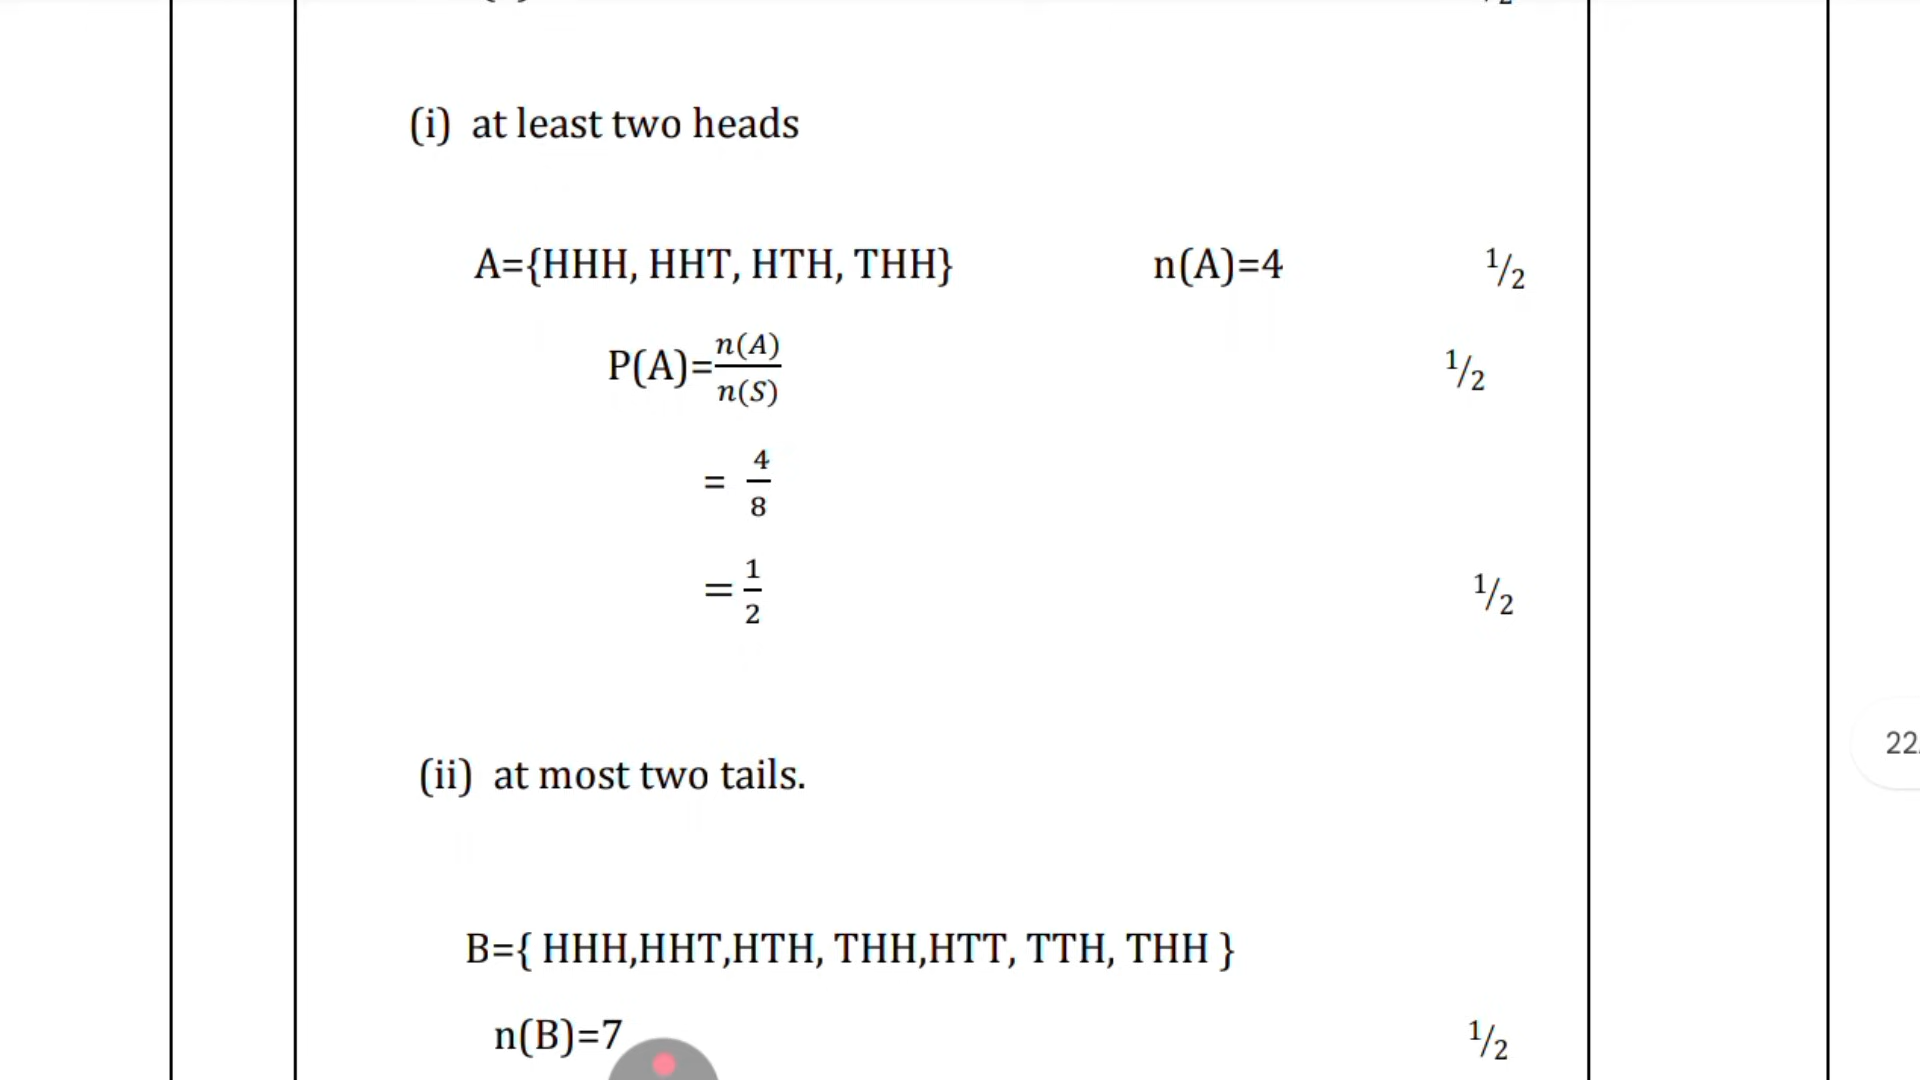 (i) at least two heads
A={HHH, HHT, HTH, THH} n(A)=4 1/2
P(A)=n(A)/n(S) 1/2
= 4/8
= 1/2 1/2
(ii) at most two tails.
22
B={ HHH,HHT,HTH, THH,HTT, TTH, THH }
n(B)=7 1/2